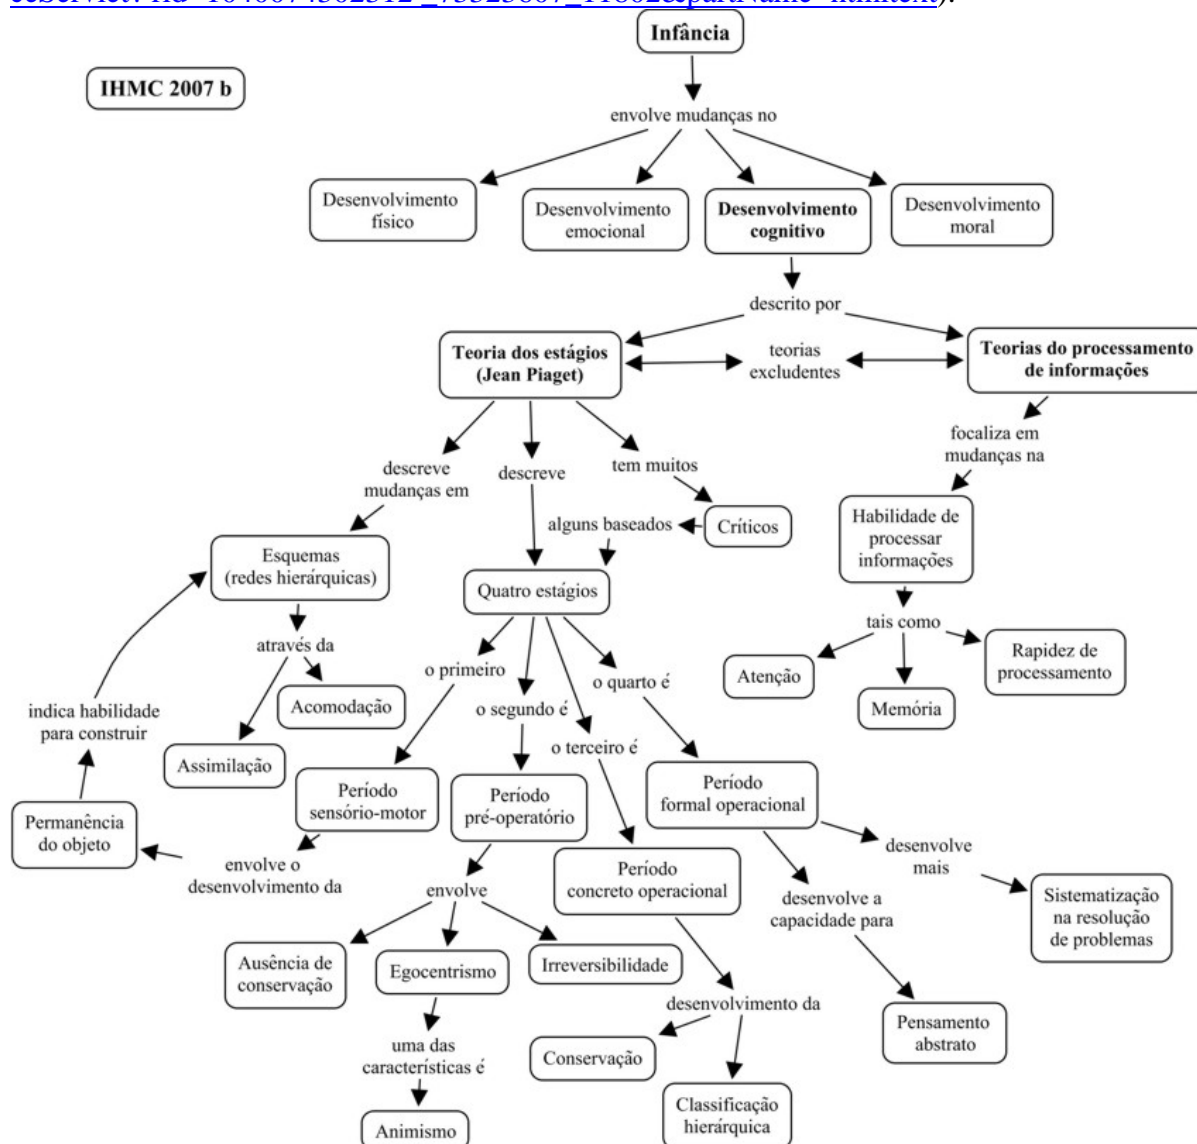 Infância
IHMC 2007 b
envolve mudanças no
Desenvolvimento
físico
Desenvolvimento
emocional
Desenvolvimento
cognitivo
Desenvolvimento
moral
descrito por
Teoria dos estágios
(Jean Piaget)
teorias
excludentes
Teorias do processamento
de informações
descreve
mudanças em
descreve
tem muitos
focaliza em
mudanças na
alguns baseados
Críticos
Habilidade de
processar
informações
Esquemas
(redes hierárquicas)
Quatro estágios
através da
tais como
Acomodação
Assimilação
o primeiro
o segundo é
o terceiro é
o quarto é
Atenção
Memória
Rapidez de
processamento
indica habilidade
para construir
Permanência
do objeto
envolve o
desenvolvimento da
Período
sensório-motor
Período
pré-operatório
Período
concreto operacional
Período
formal operacional
envolve
desenvolve a
capacidade para
desenvolve
mais
Sistematização
na resolução
de problemas
Ausência de
conservação
Egocentrismo
Irreversibilidade
desenvolvimento da
Pensamento
abstrato
uma das
características é
Conservação
Classificação
hierárquica
Animismo